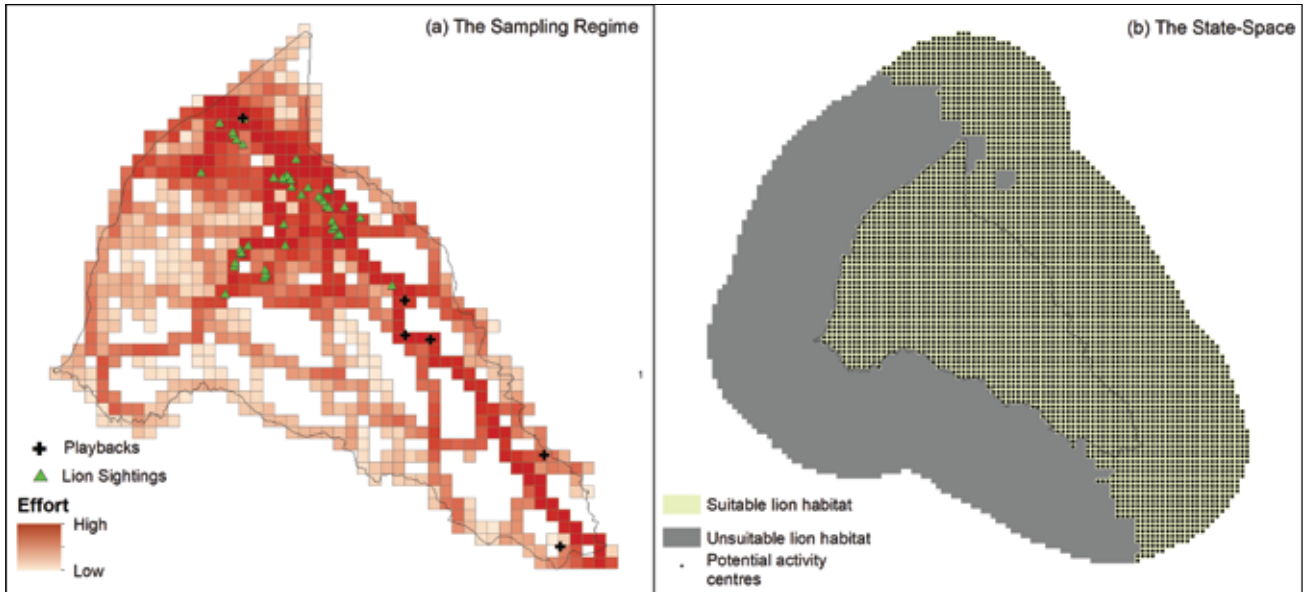 (a) The Sampling Regime
Playbacks
Lion Sightings
Effort
High
Low
1
(b) The State-Space
Suitable lion habitat
Unsuitable lion habitat
Potential activity
centres